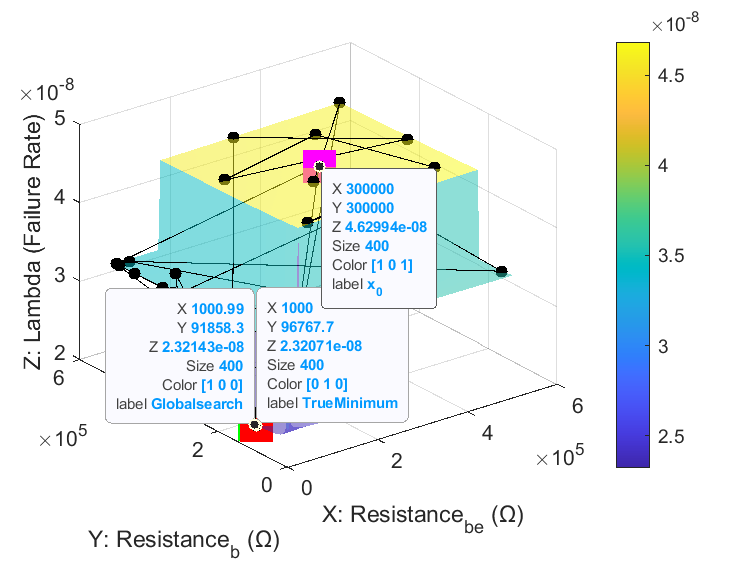 ×10^-8
5
4
3
2
Z: Lambda (Failure Rate)
6
×10^5
2
0
Y: Resistance_b (Ω)
0
2
4
6
×10^5
X: Resistance_be (Ω)
X 300000
Y 300000
Z 4.62994e-08
Size 400
Color [1 0 1]
label x_0
X 1000.99
Y 91858.3
Z 2.32143e-08
Size 400
Color [1 0 0]
label Globalsearch
X 1000
Y 96767.7
Z 2.32071e-08
Size 400
Color [0 1 0]
label TrueMinimum
×10^-8
4.5
4
3.5
3
2.5